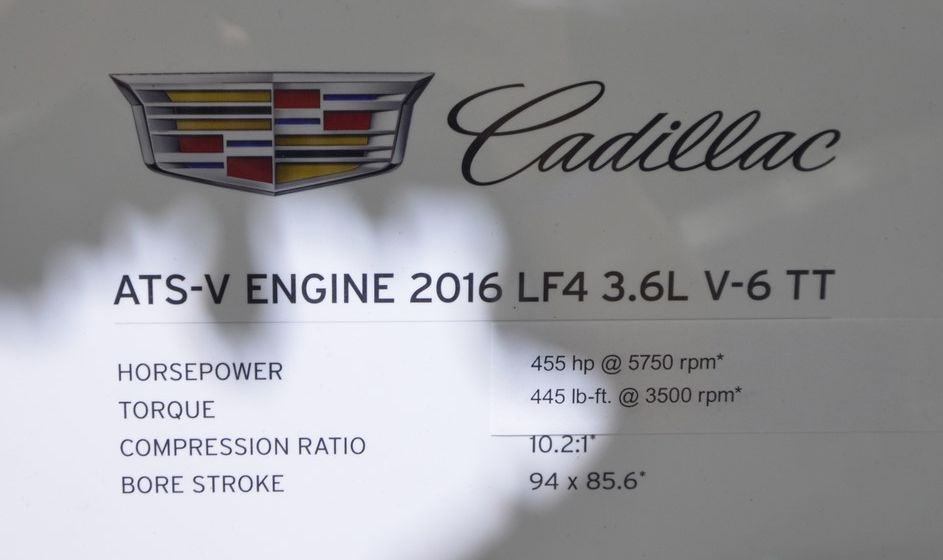 Cadillac
ATS-V ENGINE 2016 LF4 3.6L V-6 TT
HORSEPOWER 455 hp @ 5750 rpm*
TORQUE 445 lb-ft. @ 3500 rpm*
COMPRESSION RATIO 10.2:1*
BORE STROKE 94 x 85.6*